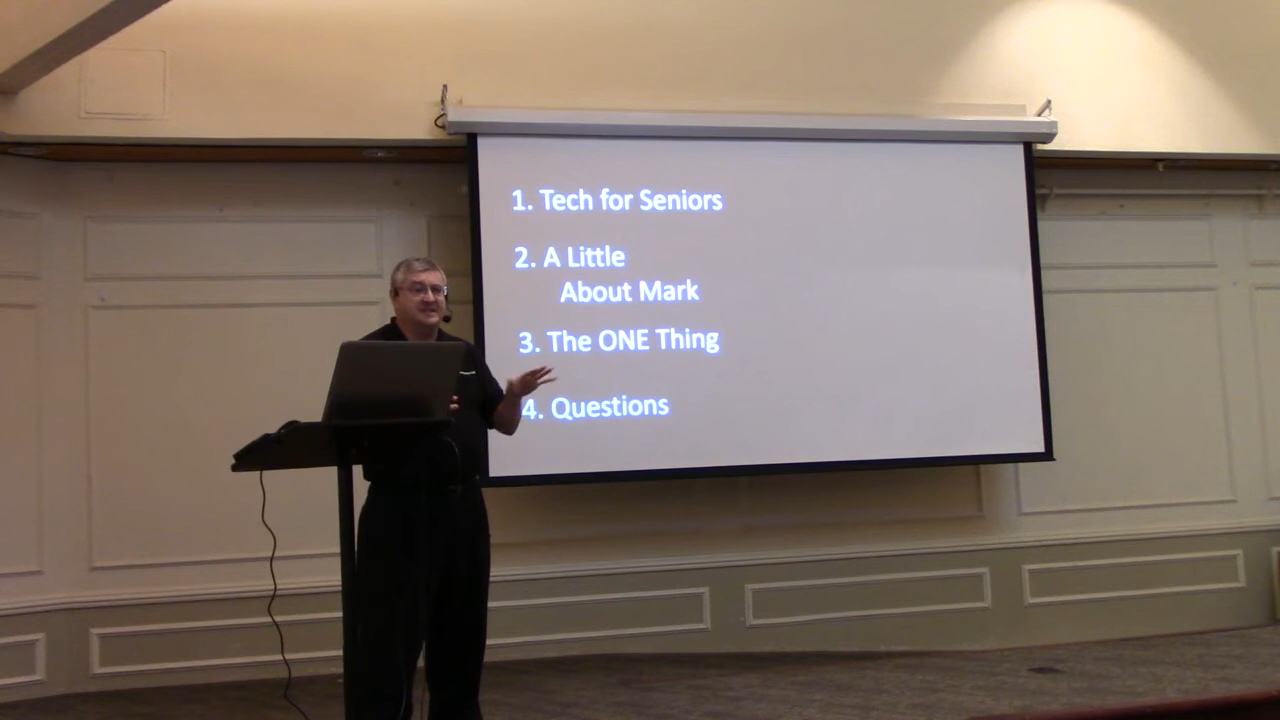 1. Tech for Seniors
2. A Little
About Mark
3. The ONE Thing
4. Questions